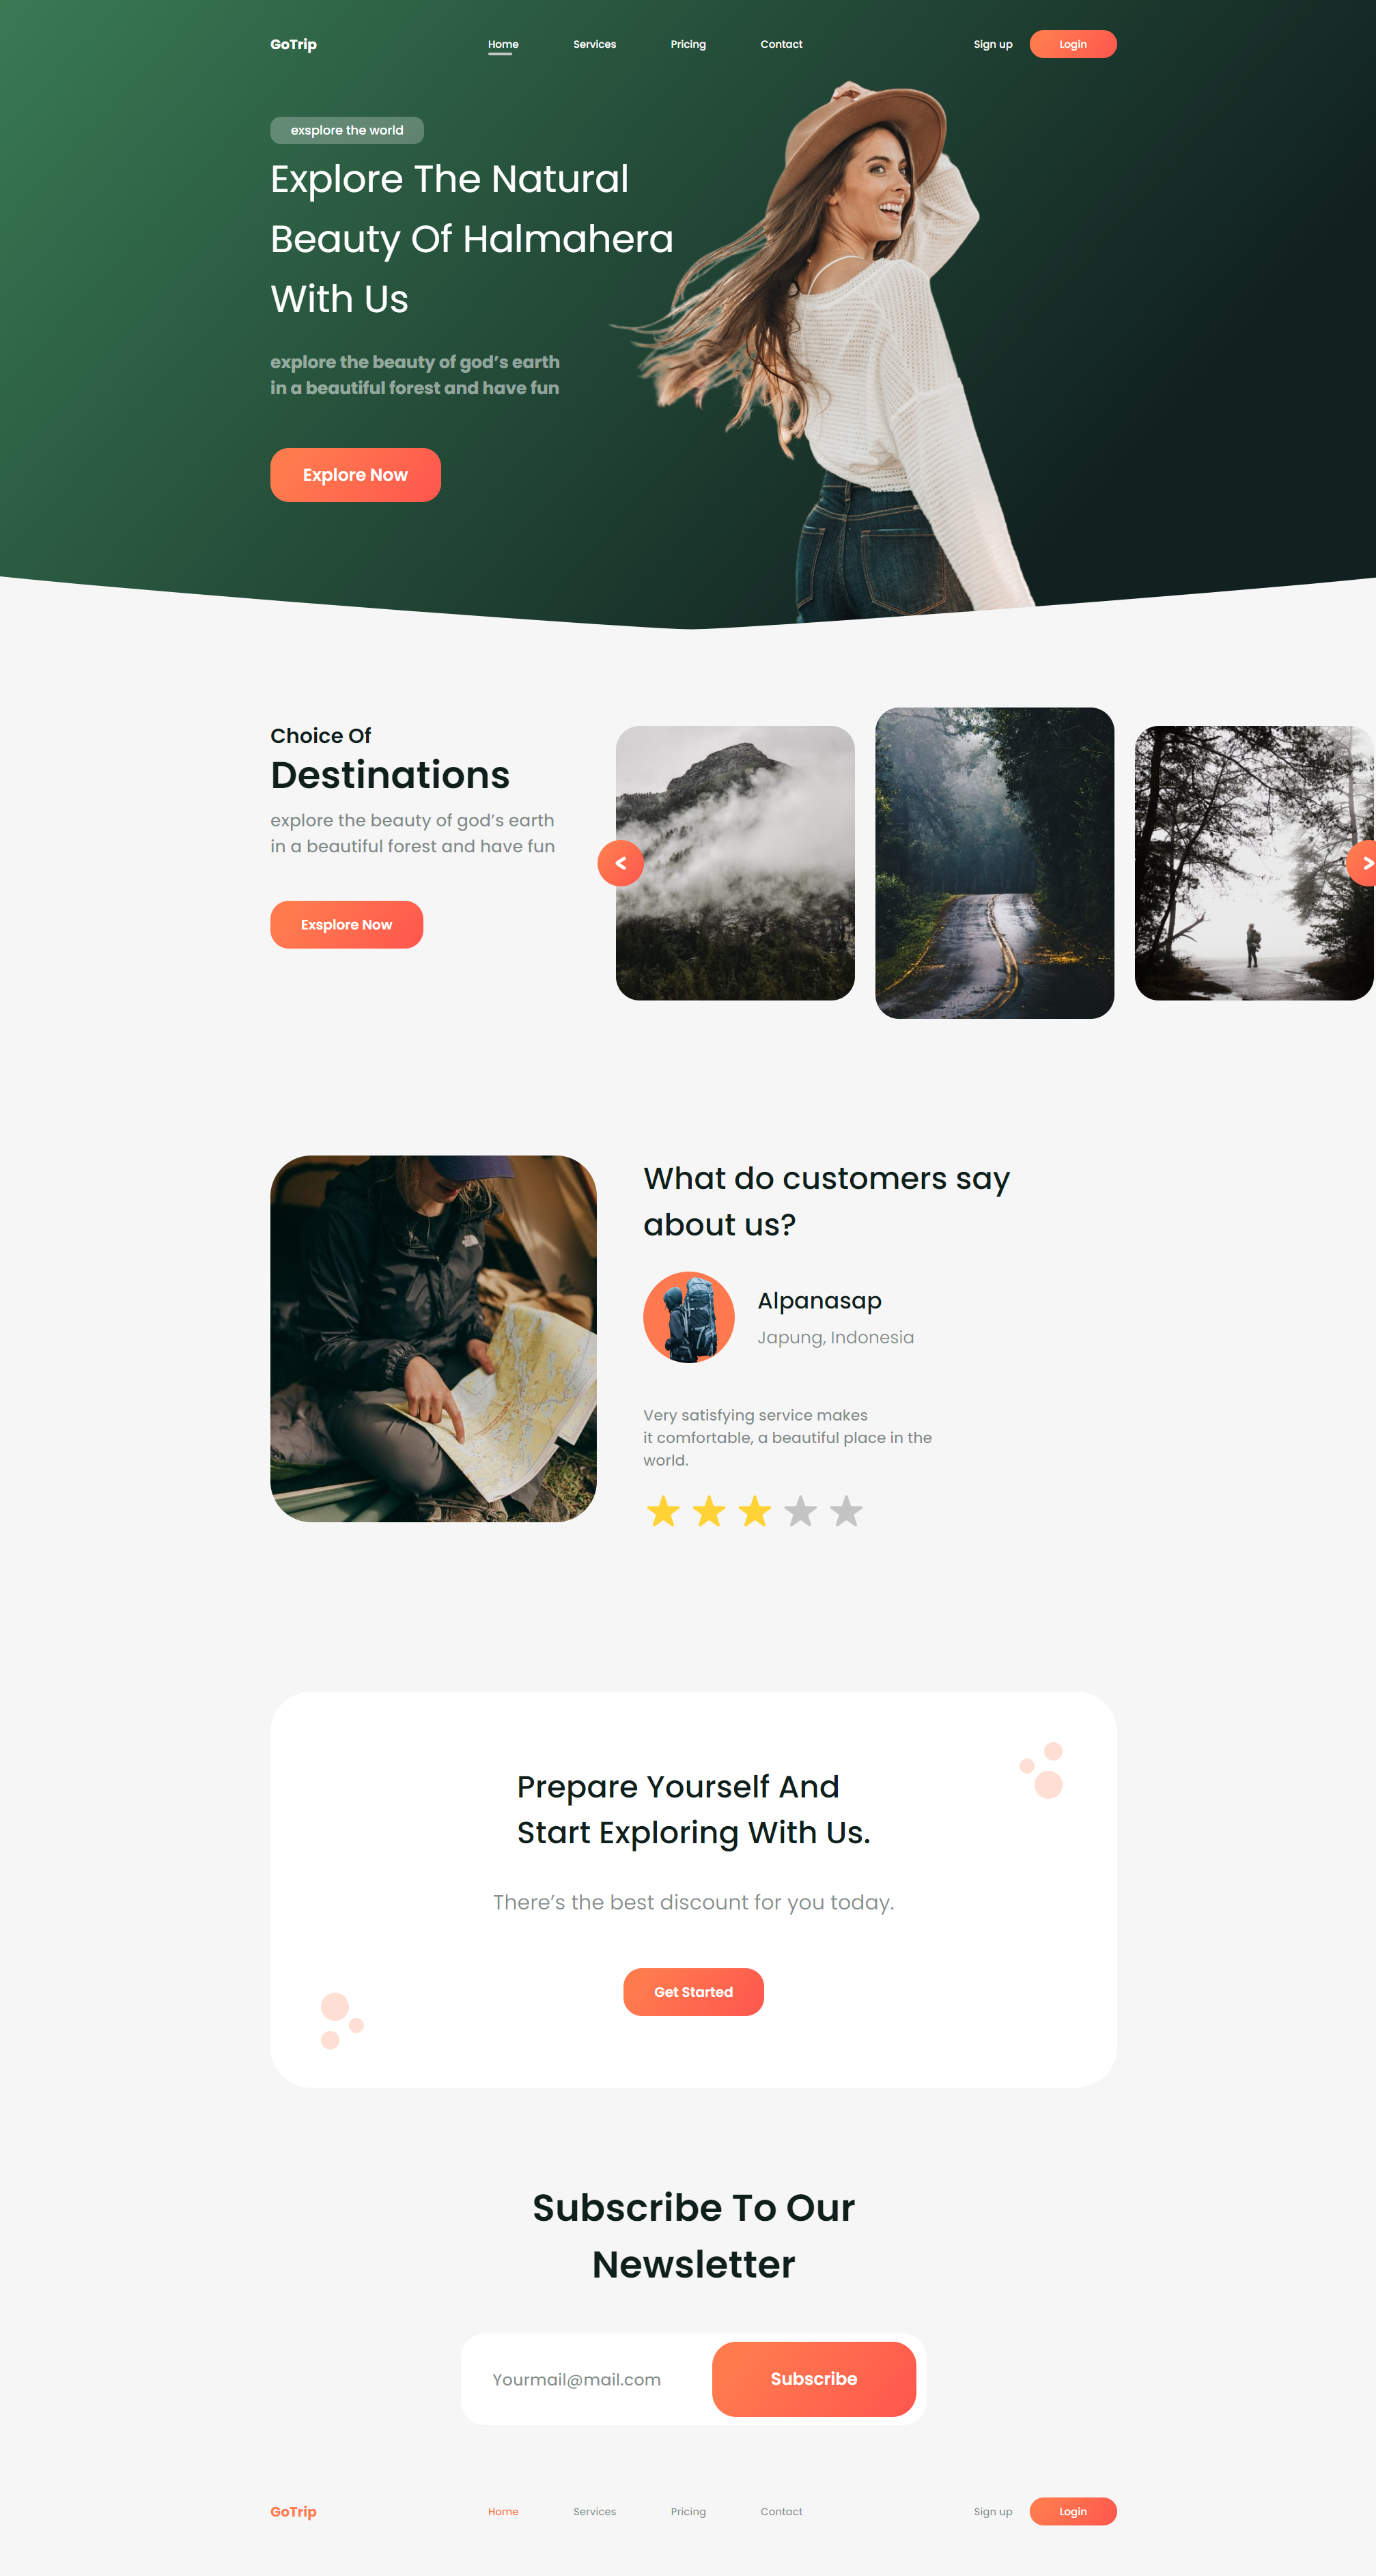 GoTrip
Home
Services
Pricing
Contact
Sign up
Login
exsplore the world
Explore The Natural
Beauty Of Halmahera
With Us
explore the beauty of god’s earth
in a beautiful forest and have fun
Explore Now
Choice Of
Destinations
explore the beauty of god’s earth
in a beautiful forest and have fun
Exsplore Now
<
>
What do customers say
about us?
Alpanasap
Japung, Indonesia
Very satisfying service makes
it comfortable, a beautiful place in the
world.
Prepare Yourself And
Start Exploring With Us.
There’s the best discount for you today.
Get Started
Subscribe To Our
Newsletter
Yourmail@mail.com
Subscribe
GoTrip
Home
Services
Pricing
Contact
Sign up
Login